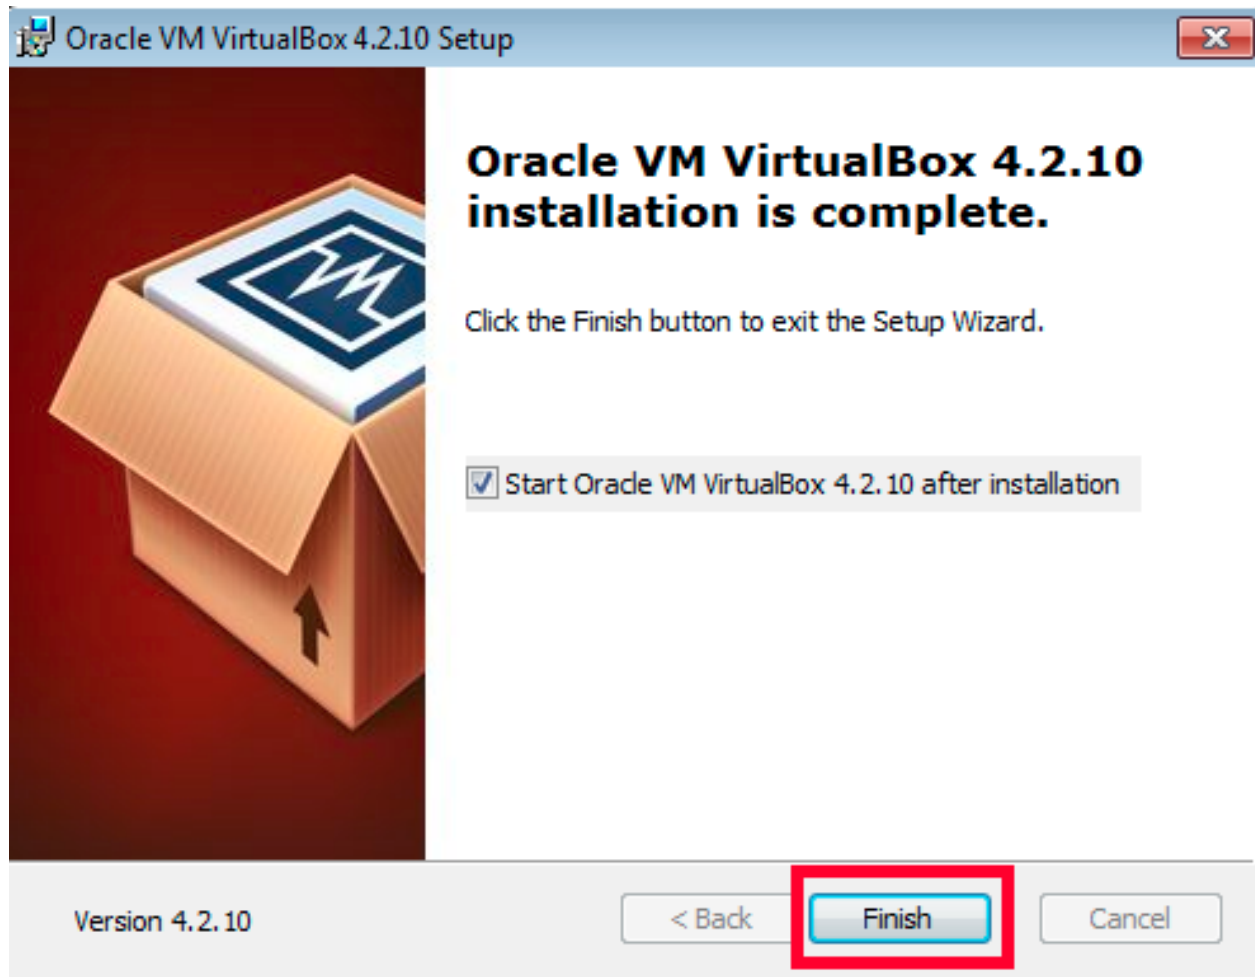 Oracle VM VirtualBox 4.2.10 Setup
Oracle VM VirtualBox 4.2.10
installation is complete.
Click the Finish button to exit the Setup Wizard.
Start Oracle VM VirtualBox 4.2.10 after installation
Version 4.2.10
< Back
Finish
Cancel